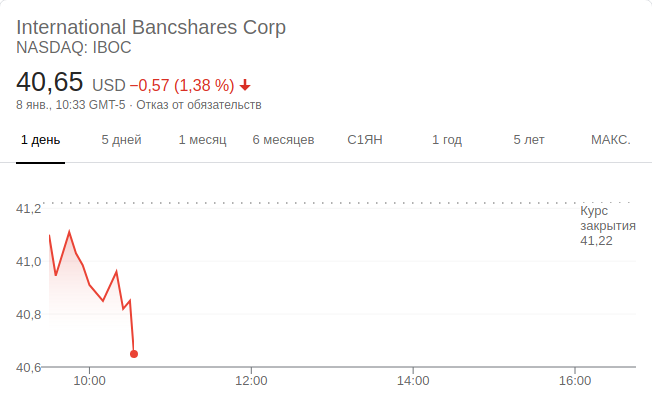 International Bancshares Corp
NASDAQ: IBOC
40,65 USD −0,57 (1,38 %)
8 янв., 10:33 GMT-5 · Отказ от обязательств
1 день 5 дней 1 месяц 6 месяцев С1ЯН 1 год 5 лет МАКС.
41,2
Курс
закрытия
41,22
41,0
40,8
40,6
10:00 12:00 14:00 16:00